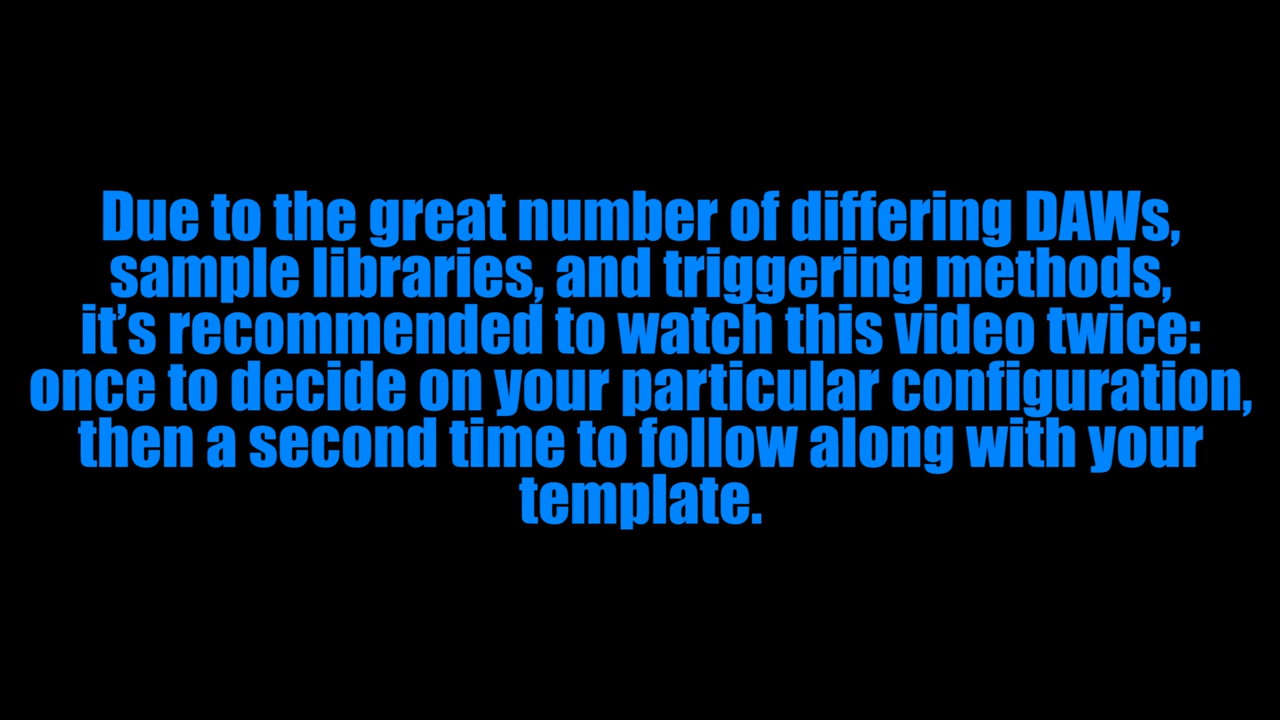 Due to the great number of differing DAWs,
sample libraries, and triggering methods,
it’s recommended to watch this video twice:
once to decide on your particular configuration,
then a second time to follow along with your
template.